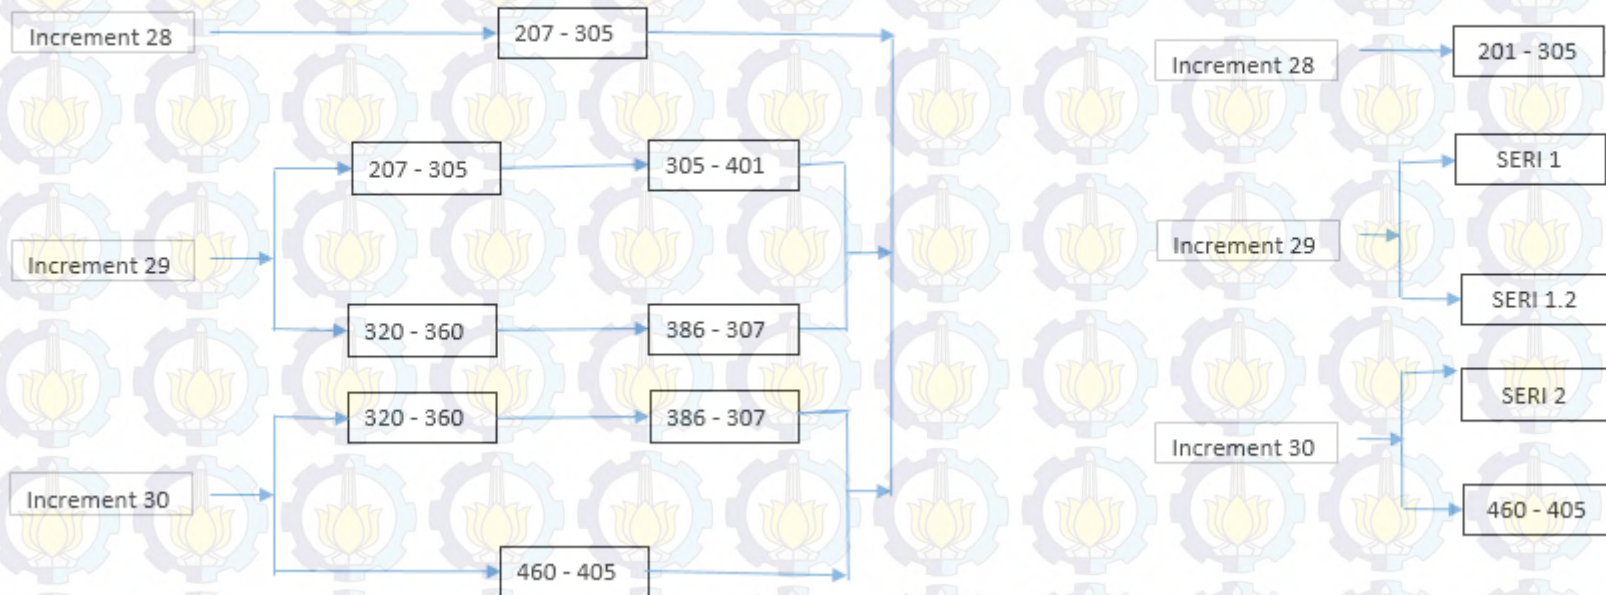 Increment 28
207 - 305
207 - 305
305 - 401
Increment 29
320 - 360
386 - 307
320 - 360
386 - 307
Increment 30
460 - 405
Increment 28
201 - 305
SERI 1
Increment 29
SERI 1.2
SERI 2
Increment 30
460 - 405